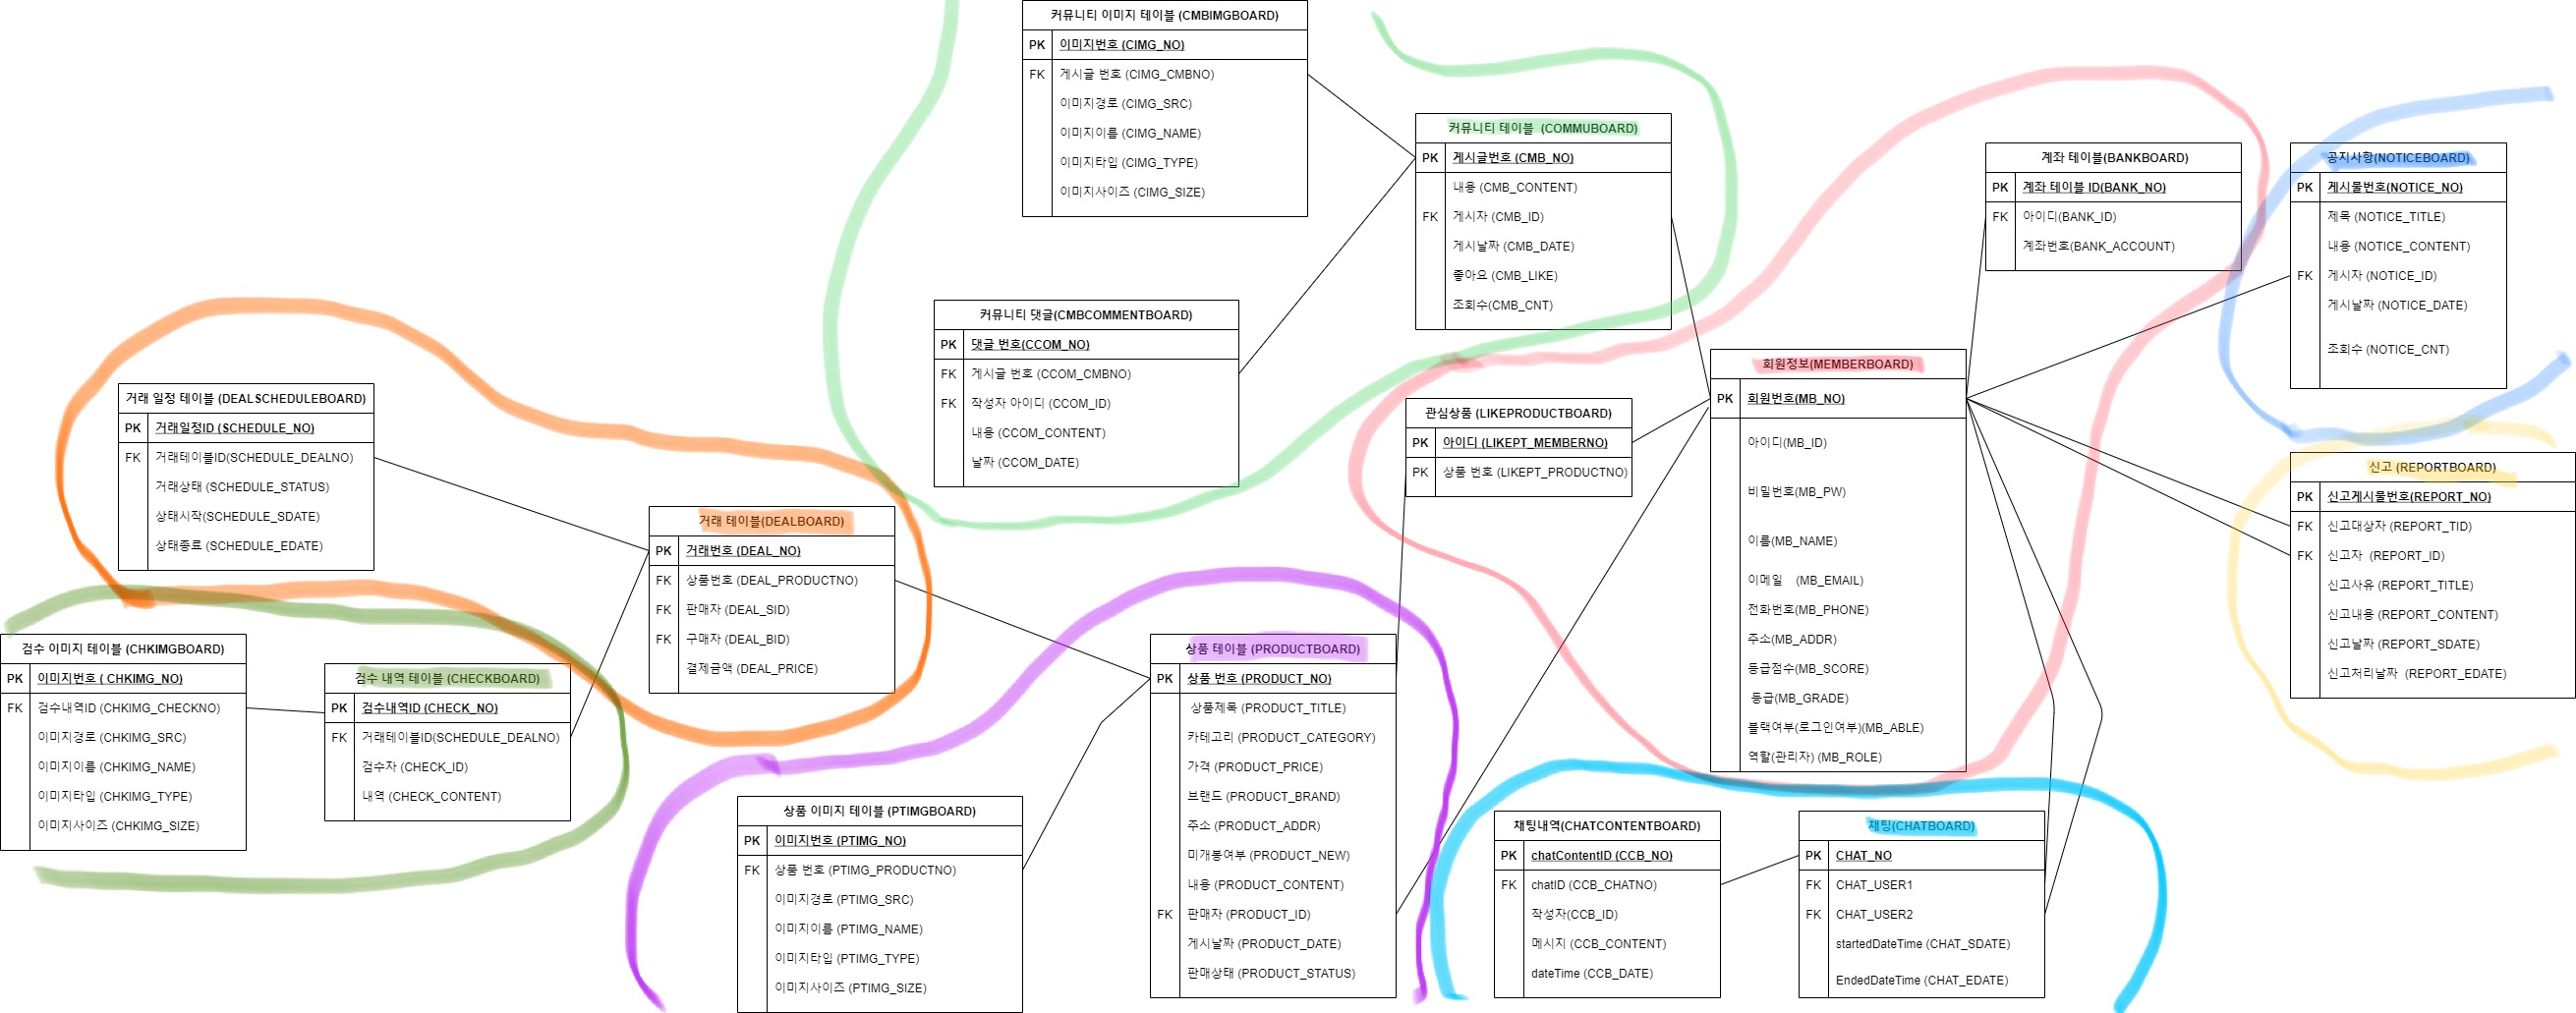 커뮤니티 이미지 테이블 (CMBIMGBOARD)
PK 이미지번호 (CIMG_NO)
FK 게시글 번호 (CIMG_CMBNO)
이미지경로 (CIMG_SRC)
이미지이름 (CIMG_NAME)
이미지타입 (CIMG_TYPE)
이미지사이즈 (CIMG_SIZE)
커뮤니티 테이블 (COMMUBOARD)
PK 게시글번호 (CMB_NO)
내용 (CMB_CONTENT)
FK 게시자 (CMB_ID)
게시날짜 (CMB_DATE)
좋아요 (CMB_LIKE)
조회수(CMB_CNT)
계좌 테이블(BANKBOARD)
PK 계좌 테이블 ID(BANK_NO)
FK 아이디(BANK_ID)
계좌번호(BANK_ACCOUNT)
공지사항(NOTICEBOARD)
PK 게시물번호(NOTICE_NO)
제목 (NOTICE_TITLE)
내용 (NOTICE_CONTENT)
FK 게시자 (NOTICE_ID)
게시날짜 (NOTICE_DATE)
조회수 (NOTICE_CNT)
커뮤니티 댓글(CMBCOMMENTBOARD)
PK 댓글 번호(CCOM_NO)
FK 게시글 번호 (CCOM_CMBNO)
FK 작성자 아이디 (CCOM_ID)
내용 (CCOM_CONTENT)
날짜 (CCOM_DATE)
회원정보(MEMBERBOARD)
PK 회원번호(MB_NO)
아이디(MB_ID)
비밀번호(MB_PW)
이름(MB_NAME)
이메일 (MB_EMAIL)
전화번호(MB_PHONE)
주소(MB_ADDR)
등급점수(MB_SCORE)
등급(MB_GRADE)
블랙여부(로그인여부)(MB_ABLE)
역할(관리자) (MB_ROLE)
거래 일정 테이블 (DEALSCHEDULEBOARD)
PK 거래일정ID (SCHEDULE_NO)
FK 거래테이블ID(SCHEDULE_DEALNO)
거래상태 (SCHEDULE_STATUS)
상태시작(SCHEDULE_SDATE)
상태종료 (SCHEDULE_EDATE)
관심상품 (LIKEPRODUCTBOARD)
PK 아이디 (LIKEPT_MEMBERNO)
PK 상품 번호 (LIKEPT_PRODUCTNO)
신고 (REPORTBOARD)
PK 신고게시물번호(REPORT_NO)
FK 신고대상자 (REPORT_TID)
FK 신고자 (REPORT_ID)
신고사유 (REPORT_TITLE)
신고내용 (REPORT_CONTENT)
신고날짜 (REPORT_SDATE)
신고처리날짜 (REPORT_EDATE)
거래 테이블(DEALBOARD)
PK 거래번호 (DEAL_NO)
FK 상품번호 (DEAL_PRODUCTNO)
FK 판매자 (DEAL_SID)
FK 구매자 (DEAL_BID)
결제금액 (DEAL_PRICE)
검수 이미지 테이블 (CHKIMGBOARD)
PK 이미지번호 ( CHKIMG_NO)
FK 검수내역ID (CHKIMG_CHECKNO)
이미지경로 (CHKIMG_SRC)
이미지이름 (CHKIMG_NAME)
이미지타입 (CHKIMG_TYPE)
이미지사이즈 (CHKIMG_SIZE)
검수 내역 테이블 (CHECKBOARD)
PK 검수내역ID (CHECK_NO)
FK 거래테이블ID(SCHEDULE_DEALNO)
검수자 (CHECK_ID)
내역 (CHECK_CONTENT)
상품 테이블 (PRODUCTBOARD)
PK 상품 번호 (PRODUCT_NO)
상품제목 (PRODUCT_TITLE)
카테고리 (PRODUCT_CATEGORY)
가격 (PRODUCT_PRICE)
브랜드 (PRODUCT_BRAND)
주소 (PRODUCT_ADDR)
미개봉여부 (PRODUCT_NEW)
내용 (PRODUCT_CONTENT)
FK 판매자 (PRODUCT_ID)
게시날짜 (PRODUCT_DATE)
판매상태 (PRODUCT_STATUS)
상품 이미지 테이블 (PTIMGBOARD)
PK 이미지번호 (PTIMG_NO)
FK 상품 번호 (PTIMG_PRODUCTNO)
이미지경로 (PTIMG_SRC)
이미지이름 (PTIMG_NAME)
이미지타입 (PTIMG_TYPE)
이미지사이즈 (PTIMG_SIZE)
채팅내역(CHATCONTENTBOARD)
PK chatContentID (CCB_NO)
FK chatID (CCB_CHATNO)
작성자(CCB_ID)
메시지 (CCB_CONTENT)
dateTime (CCB_DATE)
채팅(CHATBOARD)
PK CHAT_NO
FK CHAT_USER1
FK CHAT_USER2
startedDateTime (CHAT_SDATE)
EndedDateTime (CHAT_EDATE)